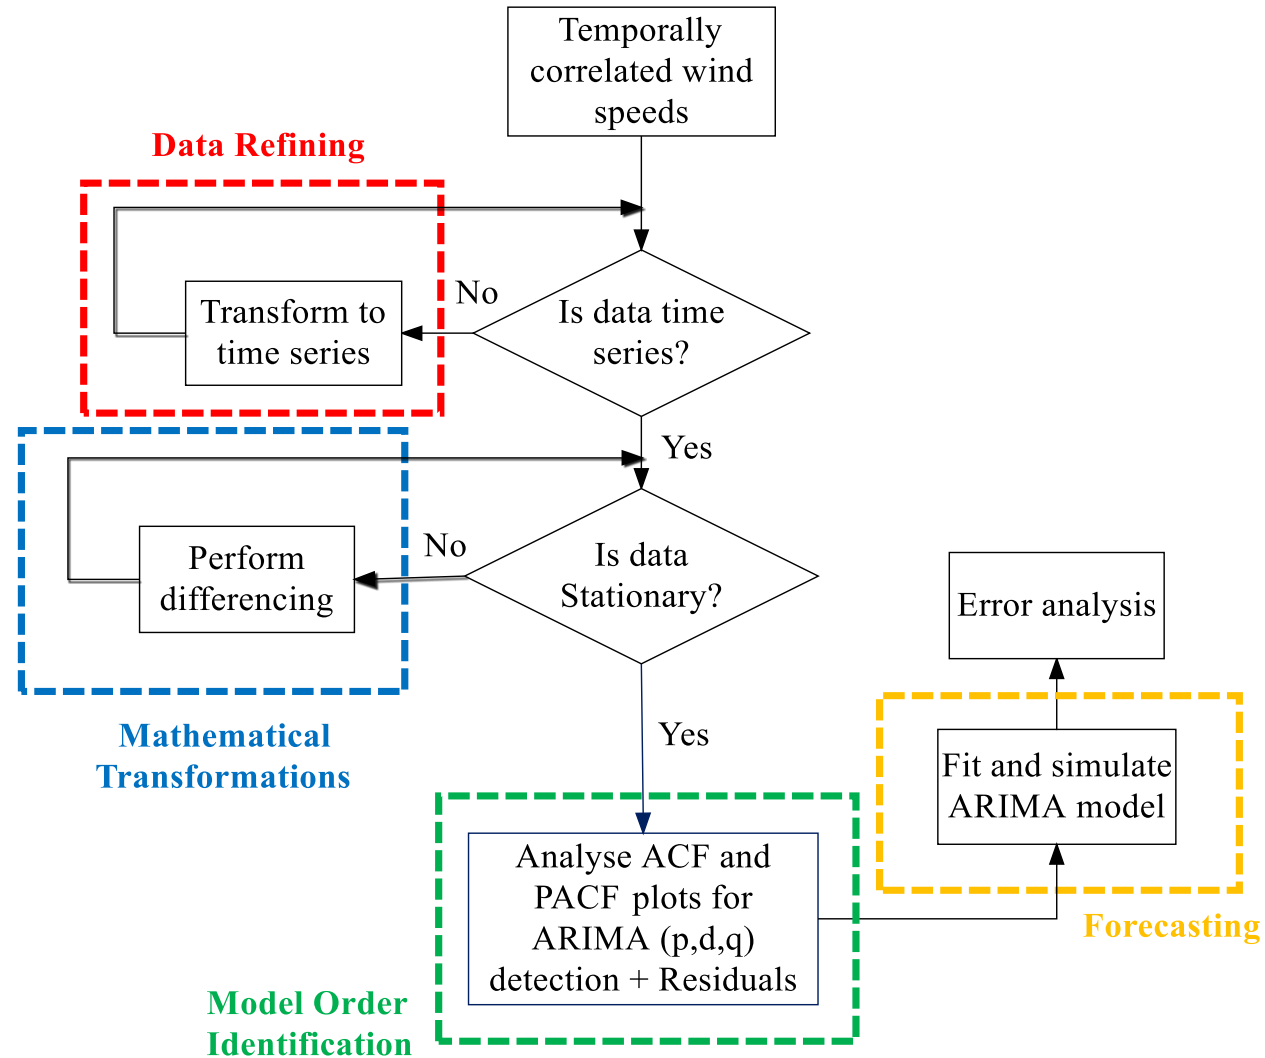 Temporally
correlated wind
speeds
Data Refining
No
Transform to
time series
Is data time
series?
Yes
No
Perform
differencing
Is data
Stationary?
Mathematical
Transformations
Yes
Error analysis
Fit and simulate
ARIMA model
Forecasting
Analyse ACF and
PACF plots for
ARIMA (p,d,q)
detection + Residuals
Model Order
Identification